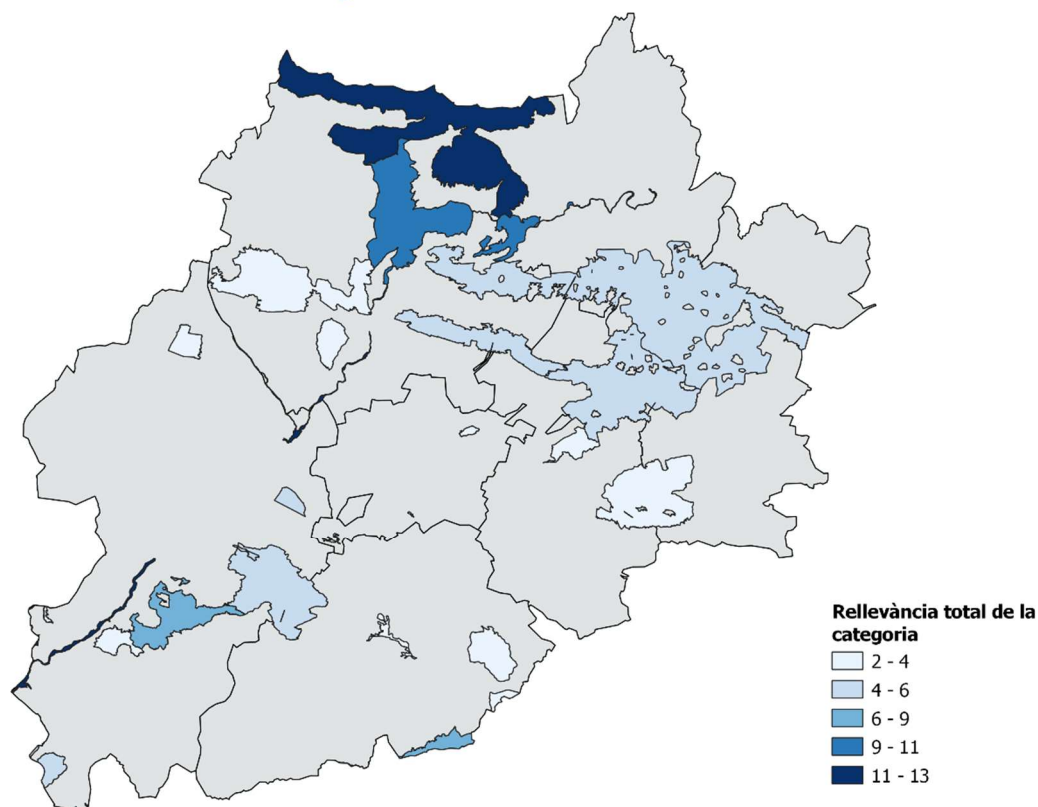 Rellevància total de la
categoria
2 - 4
4 - 6
6 - 9
9 - 11
11 - 13